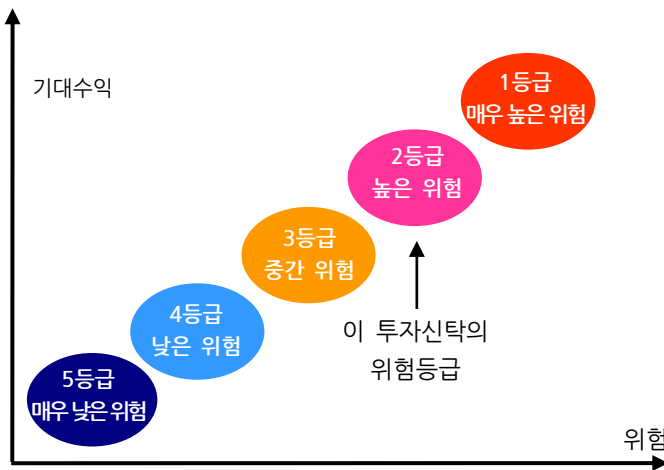 기대수익
1등급
매우 높은 위험
2등급
높은 위험
3등급
중간 위험
4등급
낮은 위험
이 투자신탁의
위험등급
5등급
매우 낮은 위험
위험